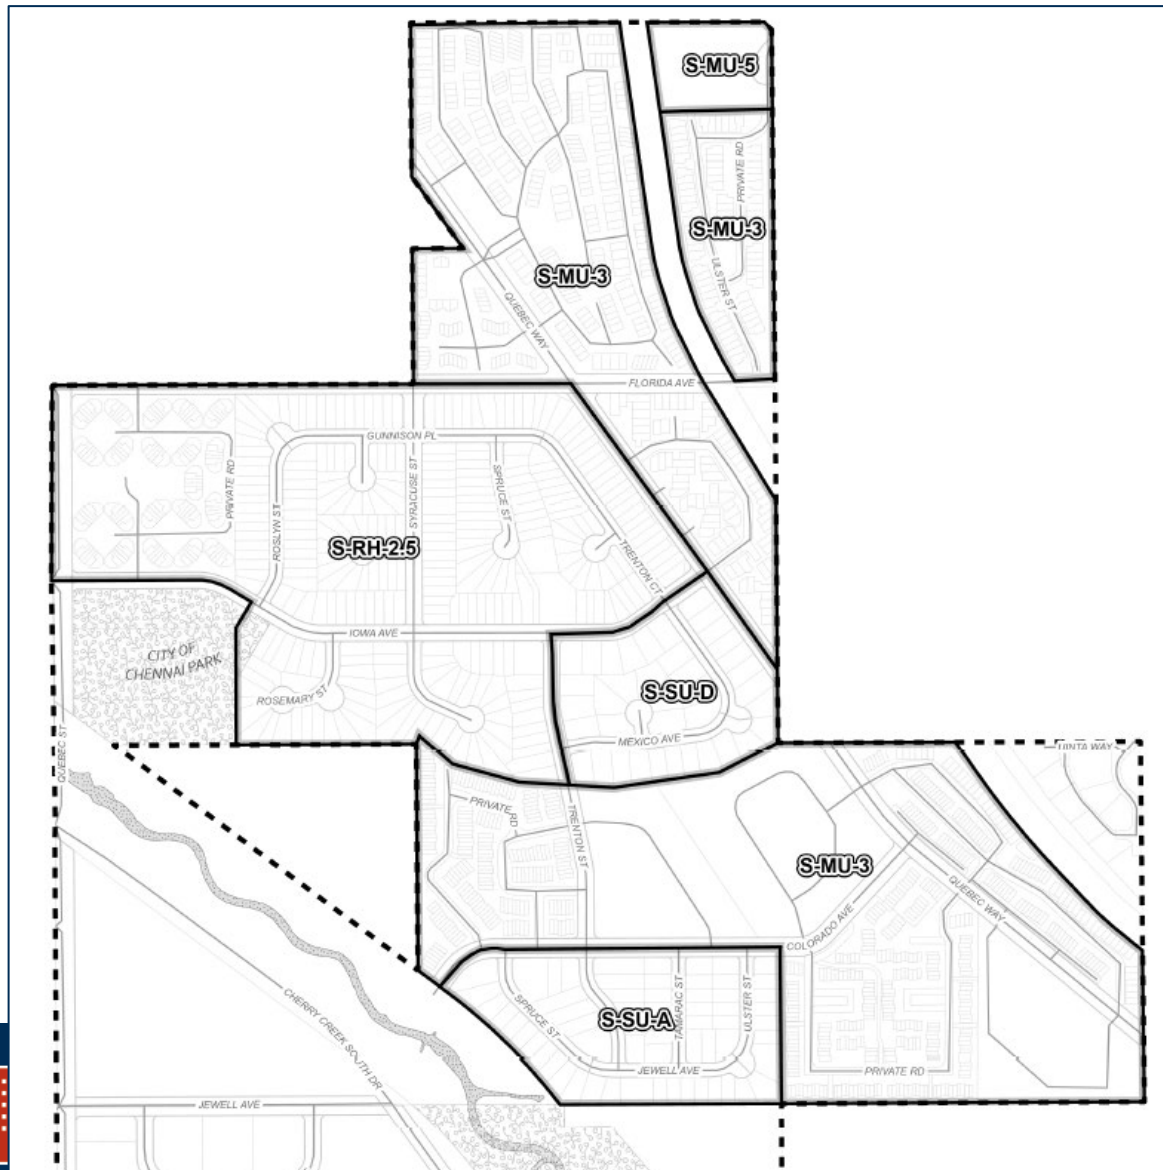 S-MU-5
PRIVATE RD
S-MU-3
ULSTER ST
S-MU-3
QUEBEC WAY
FLORIDA AVE
GUNNISON PL
SYRACUSE ST
SPRUCE ST
PRIVATE RD
ROSLYN ST
S-RH-2.5
TRENTON CT
IOWA AVE
CITY OF
CHENNAI PARK
ROSEMARY ST
S-SU-D
MEXICO AVE
QUEBEC ST
UINTA WAY
PRIVATE RD
TRENTON ST
S-MU-3
QUEBEC WAY
COLORADO AVE
CHERRY CREEK SOUTH DR
SPRUCE ST
S-SU-A
TAMARAC ST
ULSTER ST
JEWELL AVE
PRIVATE RD
JEWELL AVE